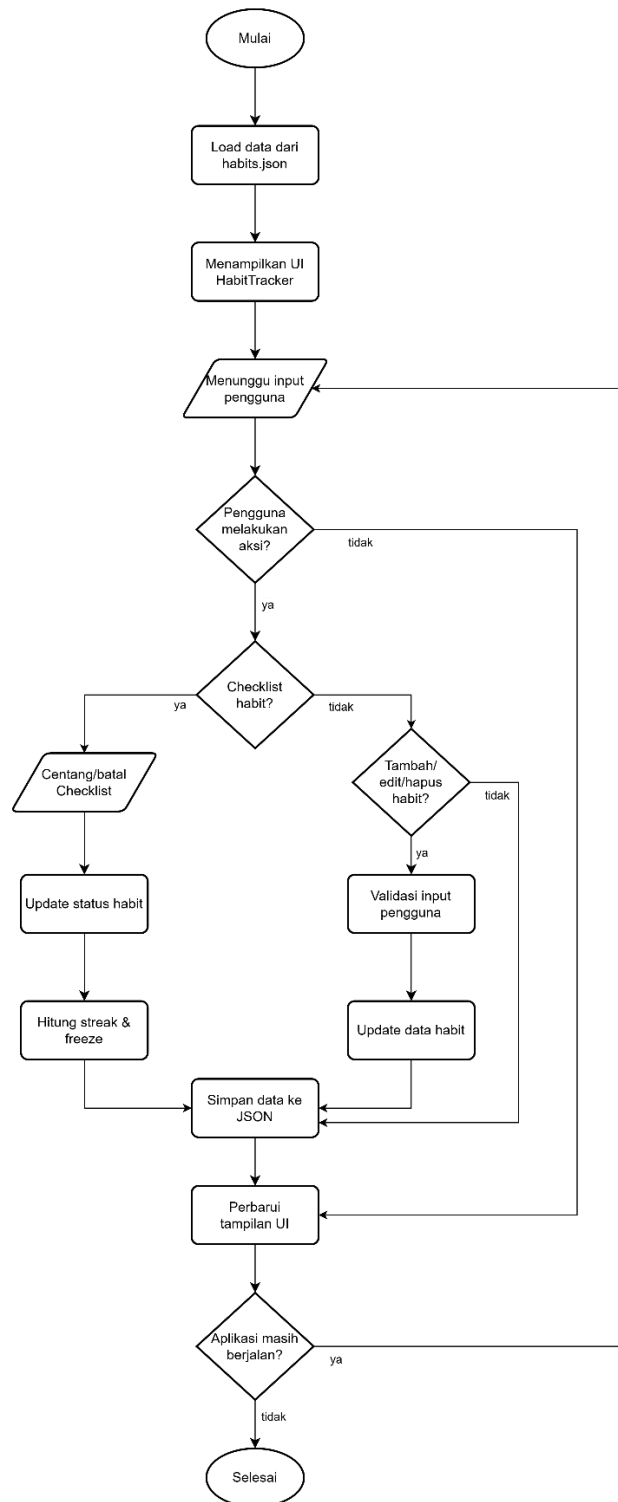 Mulai
Load data dari
habits.json
Menampilkan UI
HabitTracker
Menunggu input
pengguna
Pengguna
melakukan
aksi?
tidak
ya
Checklist
habit?
ya
tidak
Centang/batal
Checklist
Tambah/
edit/hapus
habit?
tidak
ya
Update status habit
Validasi input
pengguna
Hitung streak &
freeze
Update data habit
Simpan data ke
JSON
Perbarui
tampilan UI
Aplikasi masih
berjalan?
ya
tidak
Selesai